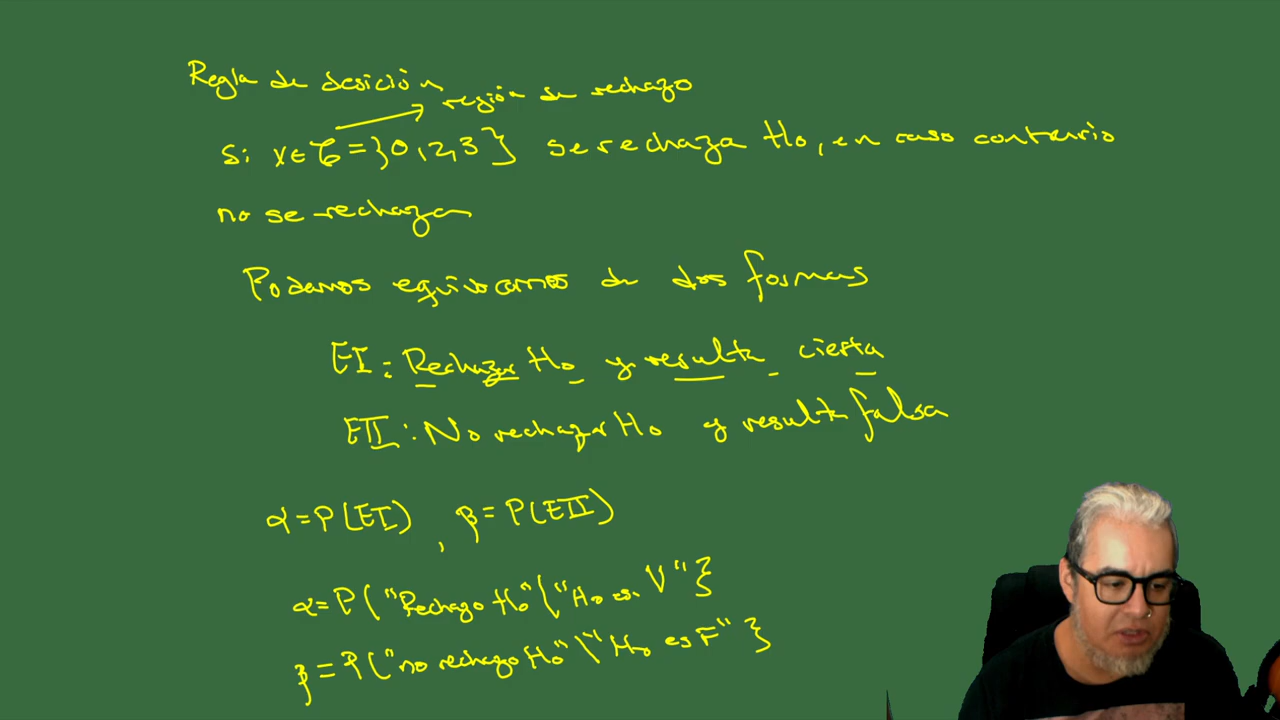 Regla de desición
región de rechazo
Si x ∈ C = {0,2,3} se rechaza Ho, en caso contrario
no se rechaza
Podemos equivocarnos de dos formas
EI: Rechazar Ho y resulta cierta
EII: No rechazar Ho y resulta falsa
α = P(EI), β = P(EII)
α = P("Rechazo Ho" | "Ho es V"}
β = P("no rechazo Ho" \ "Ho es F"}